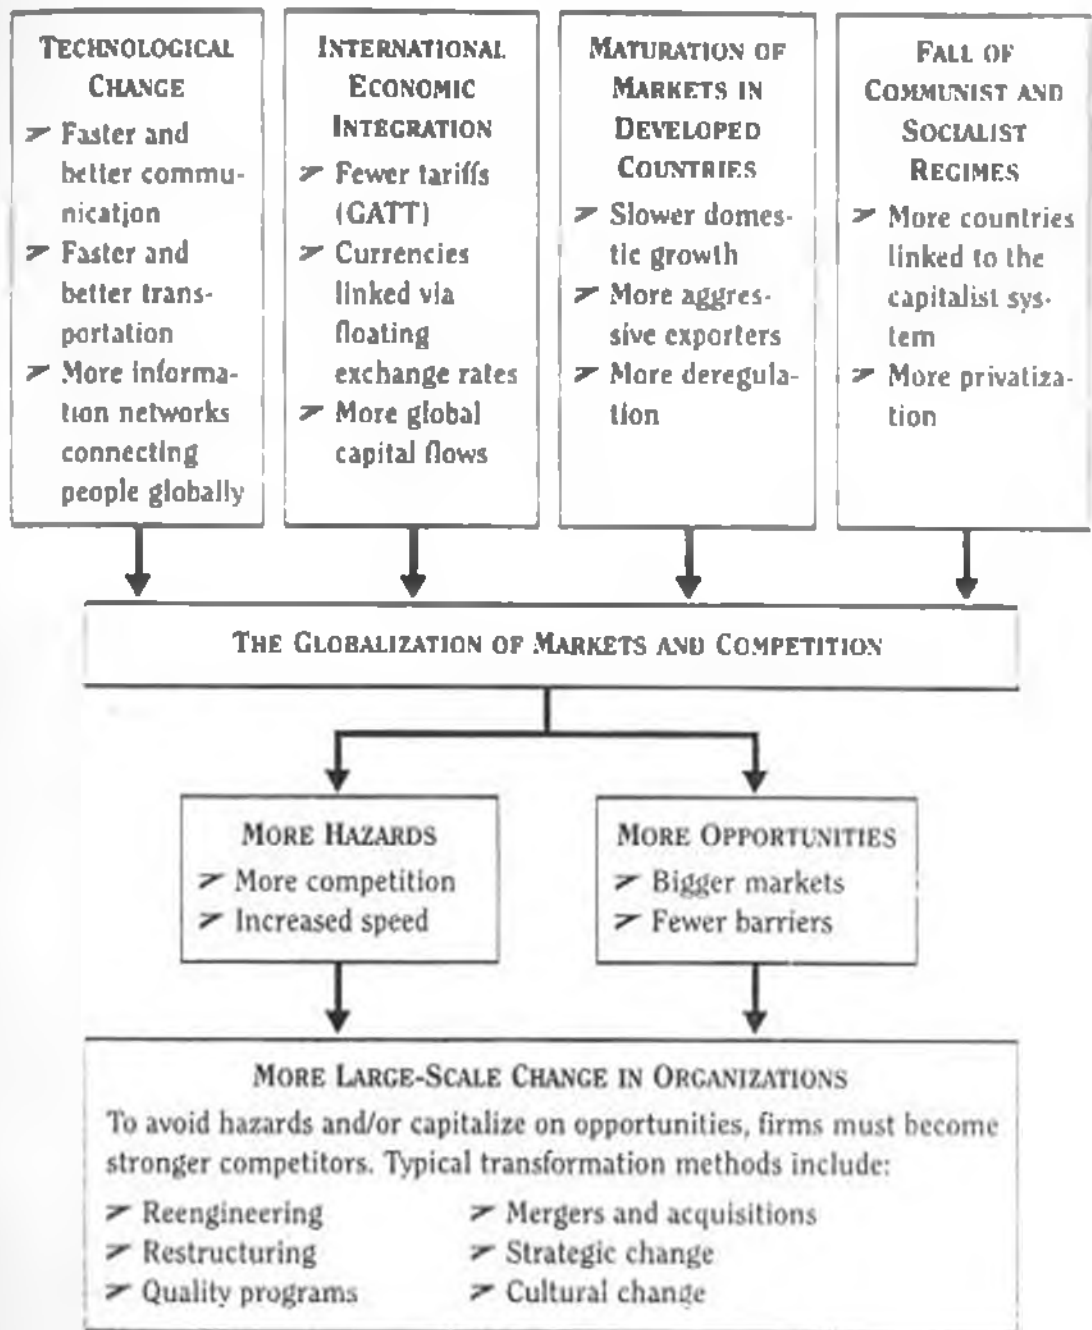 TECHNOLOGICAL
CHANGE
➢ Faster and
better commu-
nication
➢ Faster and
better trans-
portation
➢ More informa-
tion networks
connecting
people globally
INTERNATIONAL
ECONOMIC
INTEGRATION
➢ Fewer tariffs
(GATT)
➢ Currencies
linked via
floating
exchange rates
➢ More global
capital flows
MATURATION OF
MARKETS IN
DEVELOPED
COUNTRIES
➢ Slower domes-
tic growth
➢ More aggres-
sive exporters
➢ More deregula-
tion
FALL OF
COMMUNIST AND
SOCIALIST
REGIMES
➢ More countries
linked to the
capitalist sys-
tem
➢ More privatiza-
tion
THE GLOBALIZATION OF MARKETS AND COMPETITION
MORE HAZARDS
➢ More competition
➢ Increased speed
MORE OPPORTUNITIES
➢ Bigger markets
➢ Fewer barriers
MORE LARGE-SCALE CHANGE IN ORGANIZATIONS
To avoid hazards and/or capitalize on opportunities, firms must become
stronger competitors. Typical transformation methods include:
➢ Reengineering
➢ Restructuring
➢ Quality programs
➢ Mergers and acquisitions
➢ Strategic change
➢ Cultural change